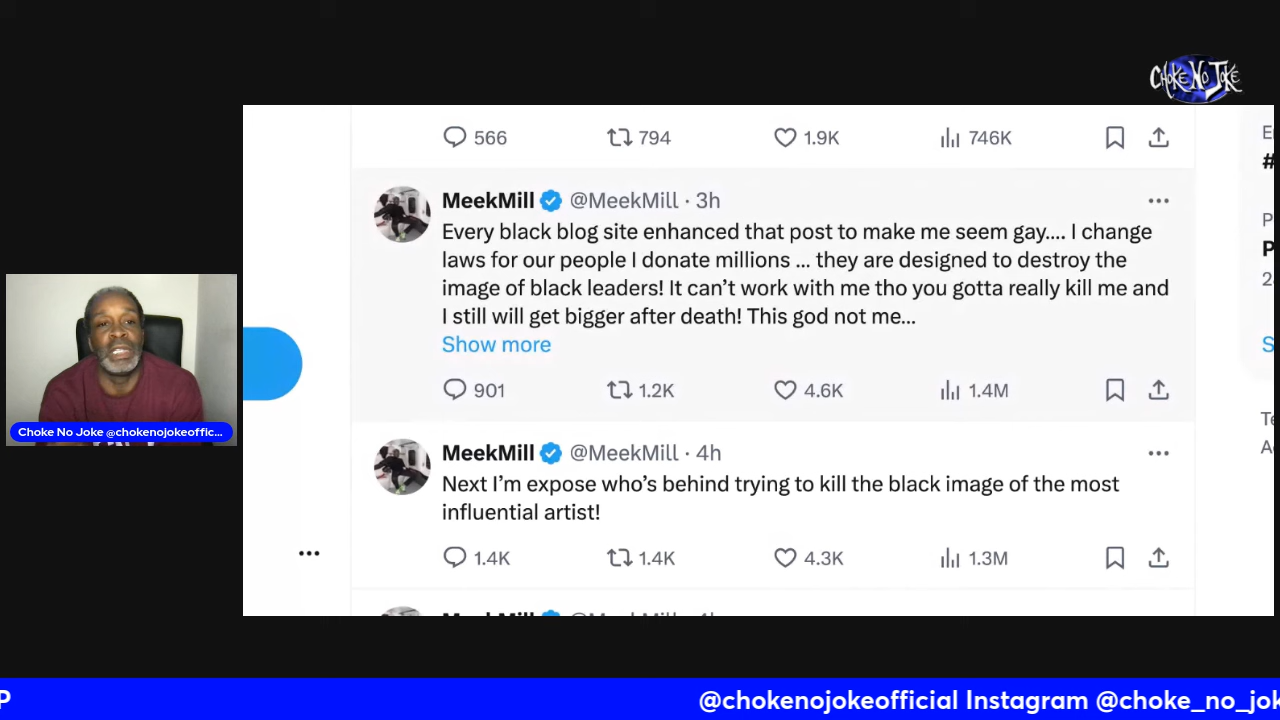 CHOKE NO JOKE
566 794 1.9K 746K
MeekMill @MeekMill · 3h
Every black blog site enhanced that post to make me seem gay.... I change
laws for our people I donate millions ... they are designed to destroy the
image of black leaders! It can’t work with me tho you gotta really kill me and
I still will get bigger after death! This god not me...
Show more
901 1.2K 4.6K 1.4M
MeekMill @MeekMill · 4h
Next I’m expose who’s behind trying to kill the black image of the most
influential artist!
1.4K 1.4K 4.3K 1.3M
MeekMill @MeekMill
E
#
P
P
2
S
Te
A
Choke No Joke @chokenojokeoffic...
P @chokenojokeofficial Instagram @choke_no_jok